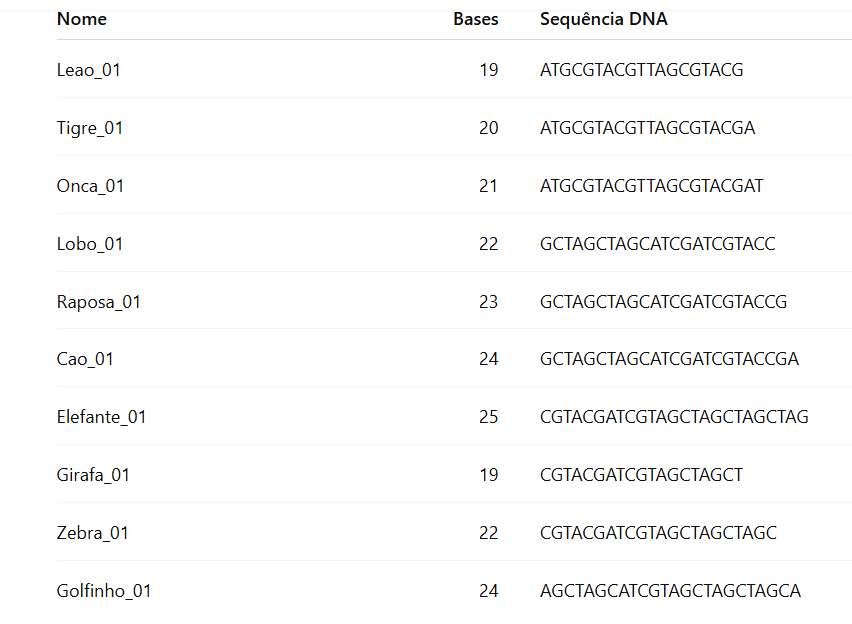 Nome Bases Sequência DNA
Leao_01 19 ATGCGTACGTTAGCGTACG
Tigre_01 20 ATGCGTACGTTAGCGTACGA
Onca_01 21 ATGCGTACGTTAGCGTACGAT
Lobo_01 22 GCTAGCTAGCATCGATCGTACC
Raposa_01 23 GCTAGCTAGCATCGATCGTACCG
Cao_01 24 GCTAGCTAGCATCGATCGTACCGA
Elefante_01 25 CGTACGATCGTAGCTAGCTAGCTAG
Girafa_01 19 CGTACGATCGTAGCTAGCT
Zebra_01 22 CGTACGATCGTAGCTAGCTAGC
Golfinho_01 24 AGCTAGCATCGTAGCTAGCTAGCA